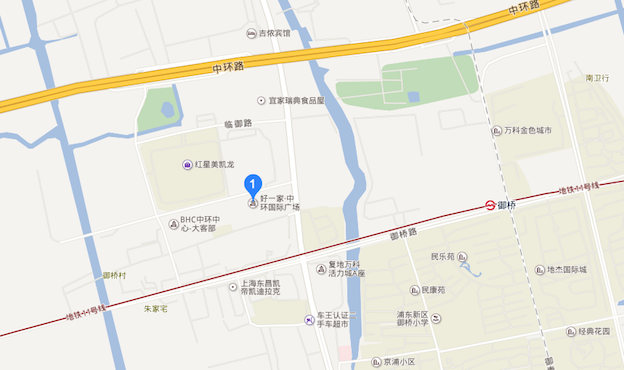 中环路
吉侬宾馆
中环路
南卫行
宜家瑞典食品屋
临御路
万科金色城市
红星美凯龙
1
好一家·中
环国际广场
地铁11号线
御桥
BHC中环中
心-大客部
御桥路
民乐苑
复地万科
活力城A座
地杰国际城
御桥村
上海东昌凯
帝凯迪拉克
民康苑
朱家宅
地铁11号线
车王认证二
手车超市
浦东新区
御桥小学
经典花园
京浦小区
御青